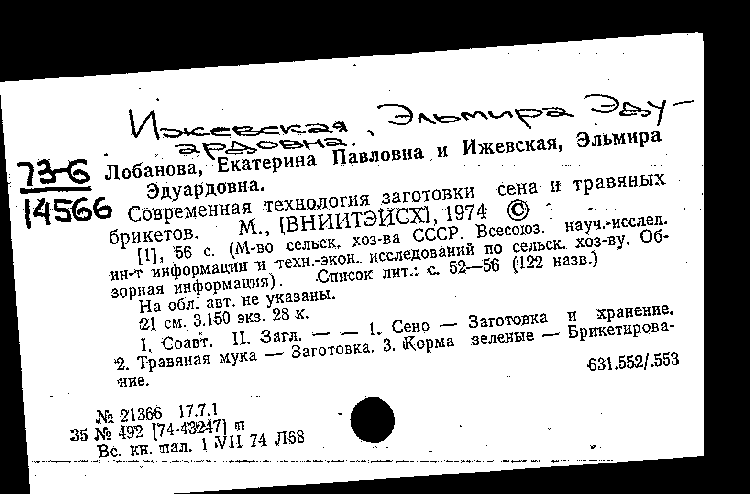 Ижевская, Эльмира Эду-
ардовна.
73-6
14566
Лобанова, Екатерина Павловна и Ижевская, Эльмира
Эдуардовна.
Современная технология заготовки сена и травяных
брикетов. М., [ВНИИТЭИСХ], 1974 ©
[1], 56 с. (М-во сельск. хоз-ва СССР. Всесоюз. науч.-исслед.
ин-т информации и техн.-экон. исследований по сельск. хоз-ву. Об-
зорная информация). Список лит.: с. 52—56 (122 назв.)
На обл. авт. не указаны.
21 см. 3.150 экз. 28 к.
I. Соавт. II. Загл. — — 1. Сено — Заготовка и хранение.
2. Травяная мука — Заготовка. 3. Корма зеленые — Брикетирова-
ние.
631.552/.553
№ 21366 17.7.1
35 № 492 [74-43247] п
Вс. кн. пал. 1 VII 74 Л68